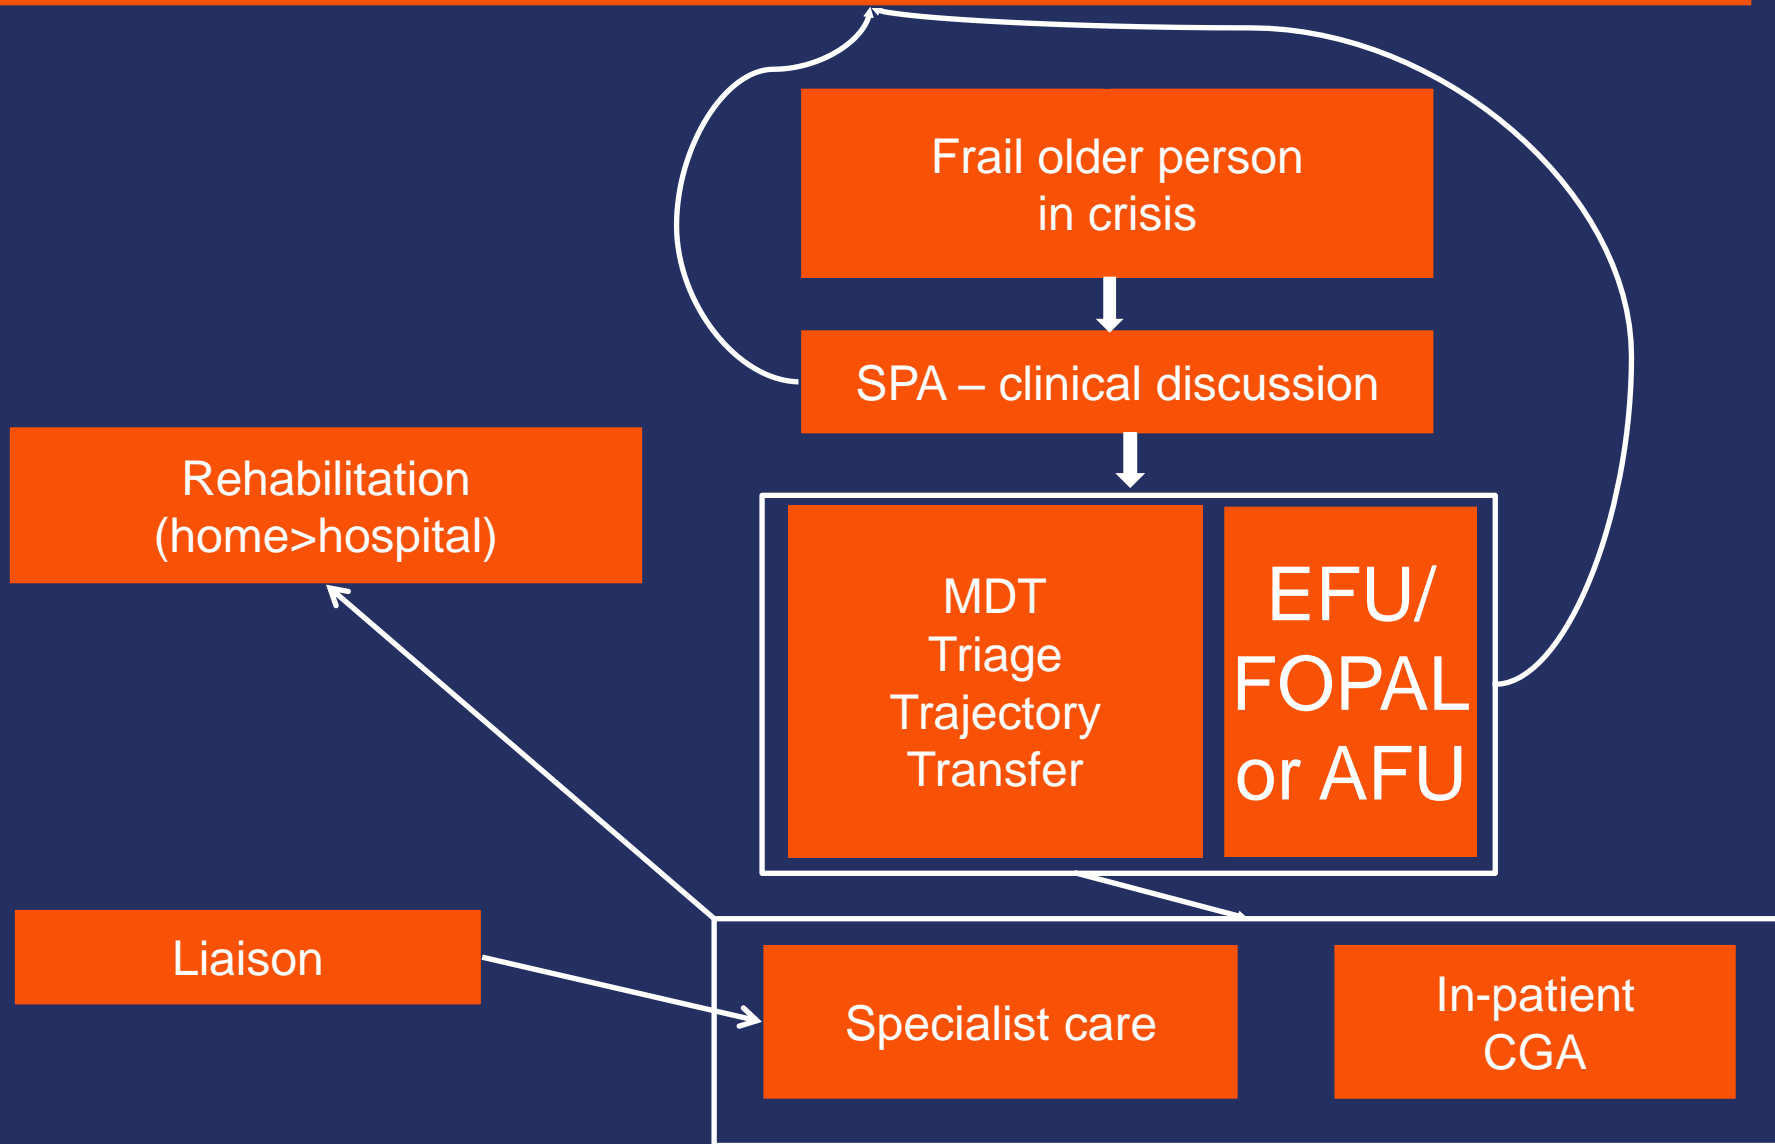 Frail older person
in crisis
SPA – clinical discussion
Rehabilitation
(home>hospital)
MDT
Triage
Trajectory
Transfer
EFU/
FOPAL
or AFU
Liaison
Specialist care
In-patient
CGA